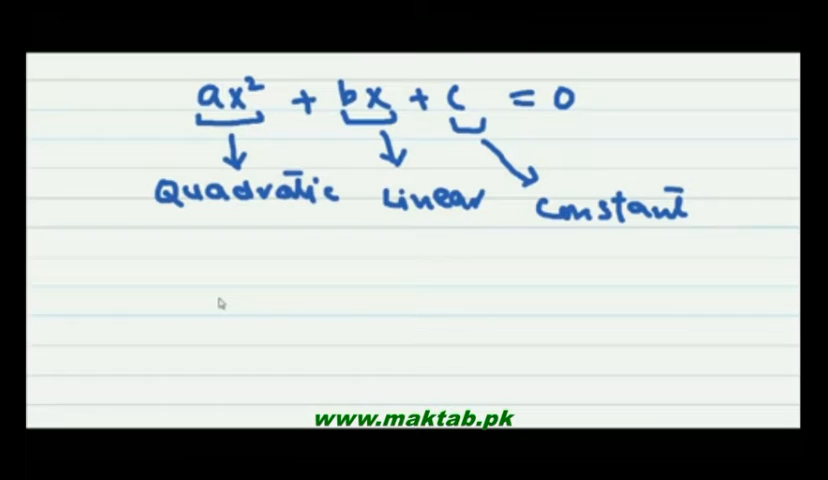 ax² + bx + c = 0
Quadratic Linear Constant
www.maktab.pk